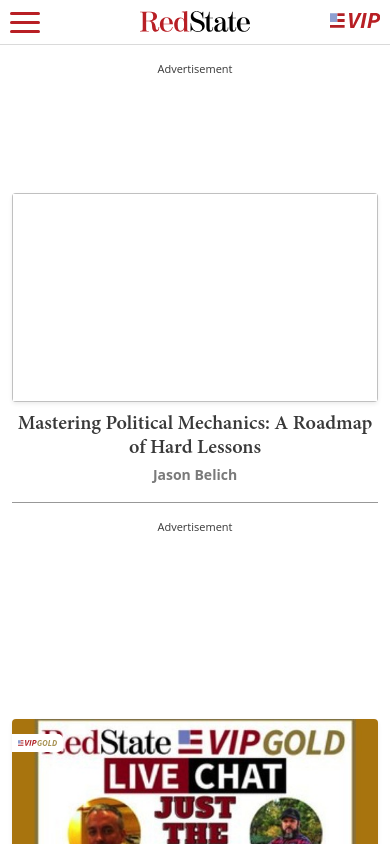 RedState
VIP
Advertisement
Mastering Political Mechanics: A Roadmap
of Hard Lessons
Jason Belich
Advertisement
VIPGOLD
RedState VIP GOLD
LIVE CHAT
JUST
THE